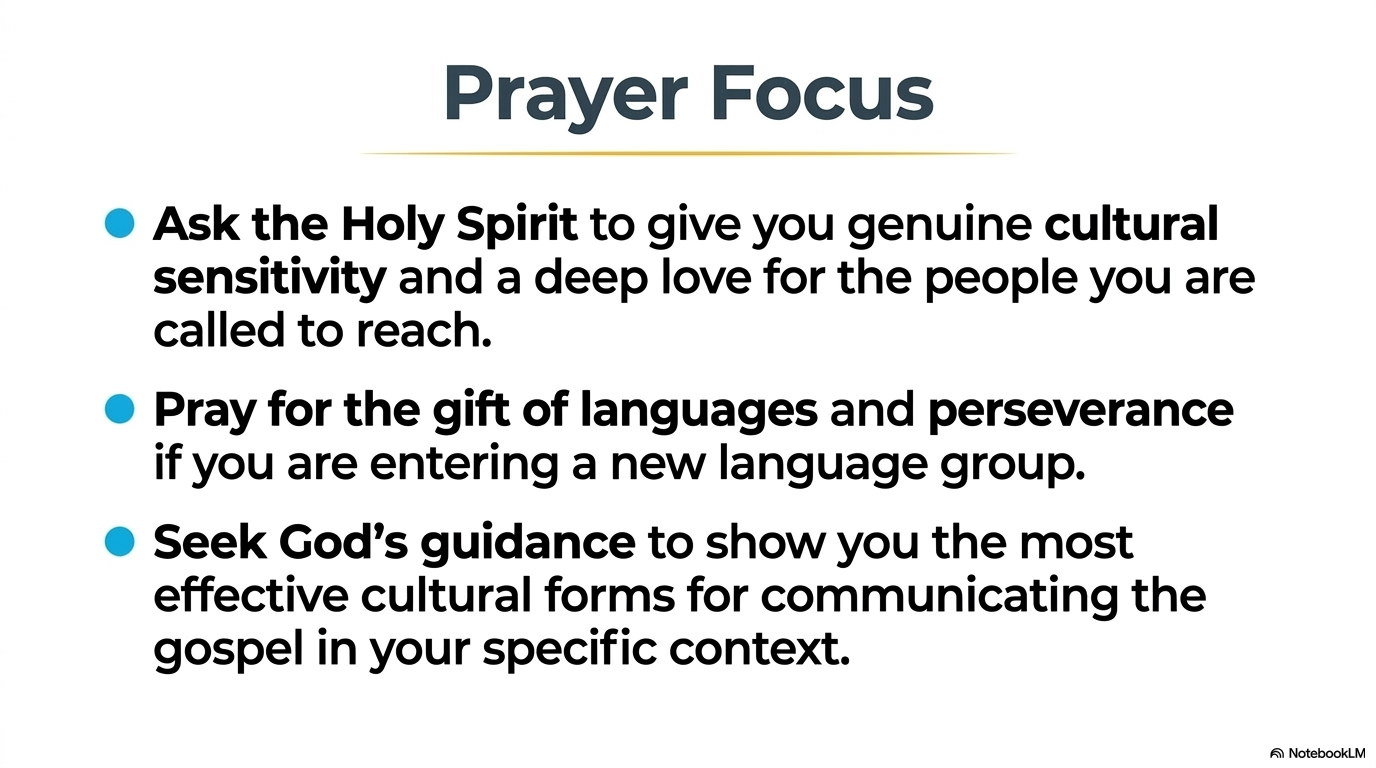 Prayer Focus
Ask the Holy Spirit to give you genuine cultural
sensitivity and a deep love for the people you are
called to reach.
Pray for the gift of languages and perseverance
if you are entering a new language group.
Seek God’s guidance to show you the most
effective cultural forms for communicating the
gospel in your specific context.
NotebookLM